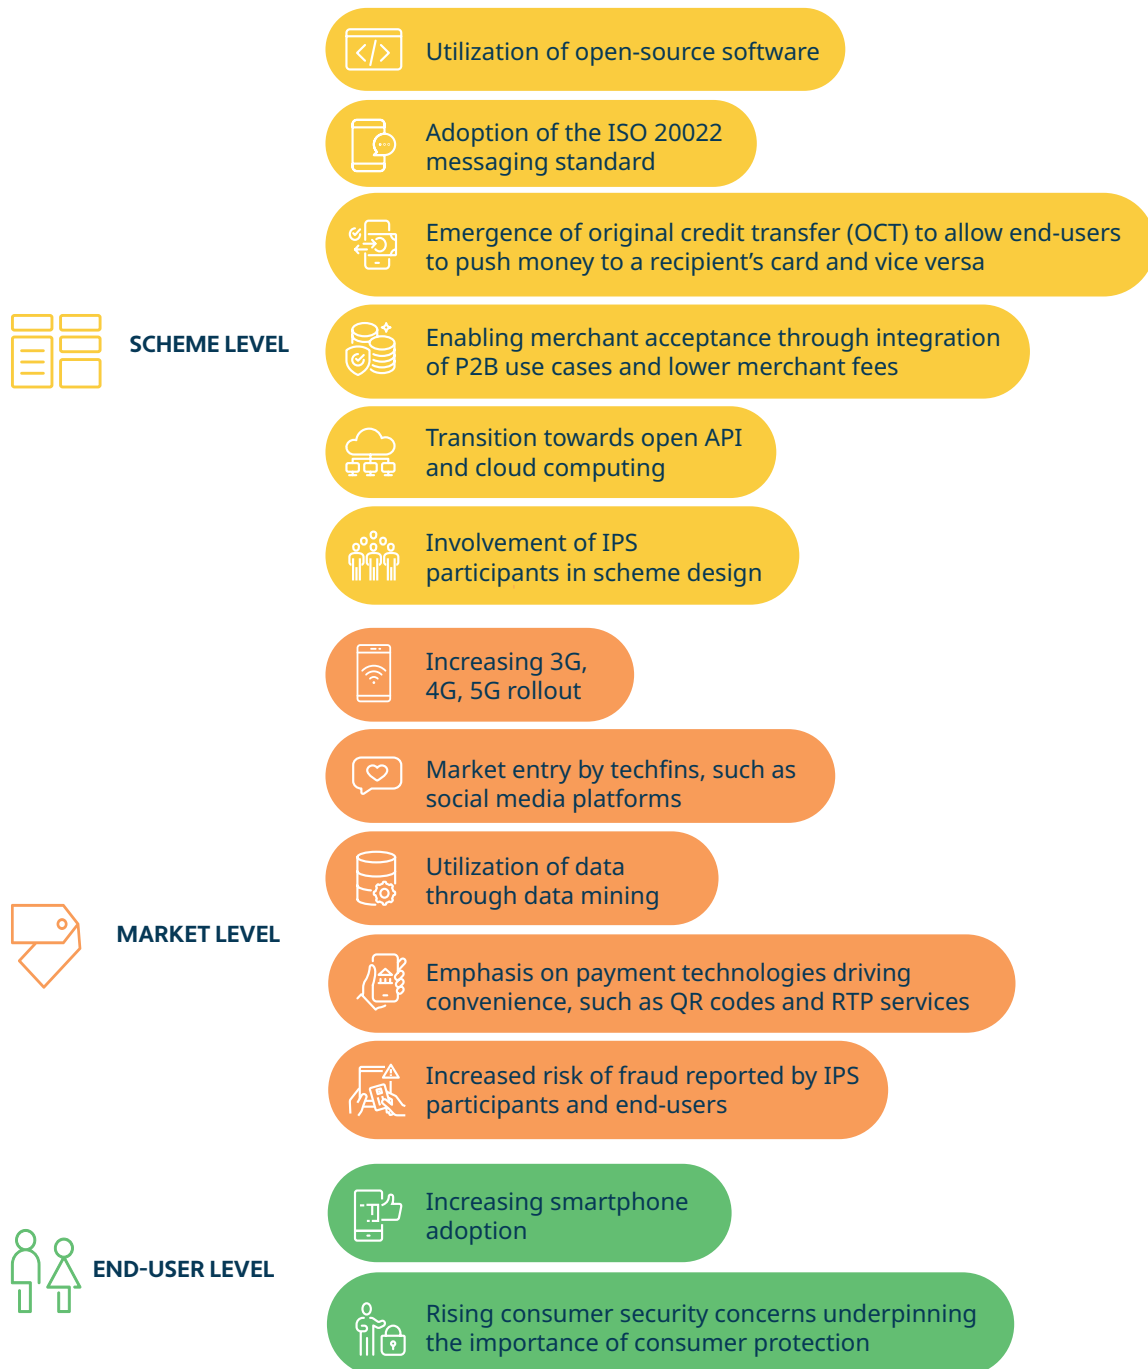 Utilization of open-source software
Adoption of the ISO 20022
messaging standard
Emergence of original credit transfer (OCT) to allow end-users
to push money to a recipient's card and vice versa
SCHEME LEVEL
Enabling merchant acceptance through integration
of P2B use cases and lower merchant fees
Transition towards open API
and cloud computing
Involvement of IPS
participants in scheme design
Increasing 3G,
4G, 5G rollout
Market entry by techfins, such as
social media platforms
Utilization of data
through data mining
MARKET LEVEL
Emphasis on payment technologies driving
convenience, such as QR codes and RTP services
Increased risk of fraud reported by IPS
participants and end-users
Increasing smartphone
adoption
END-USER LEVEL
Rising consumer security concerns underpinning
the importance of consumer protection